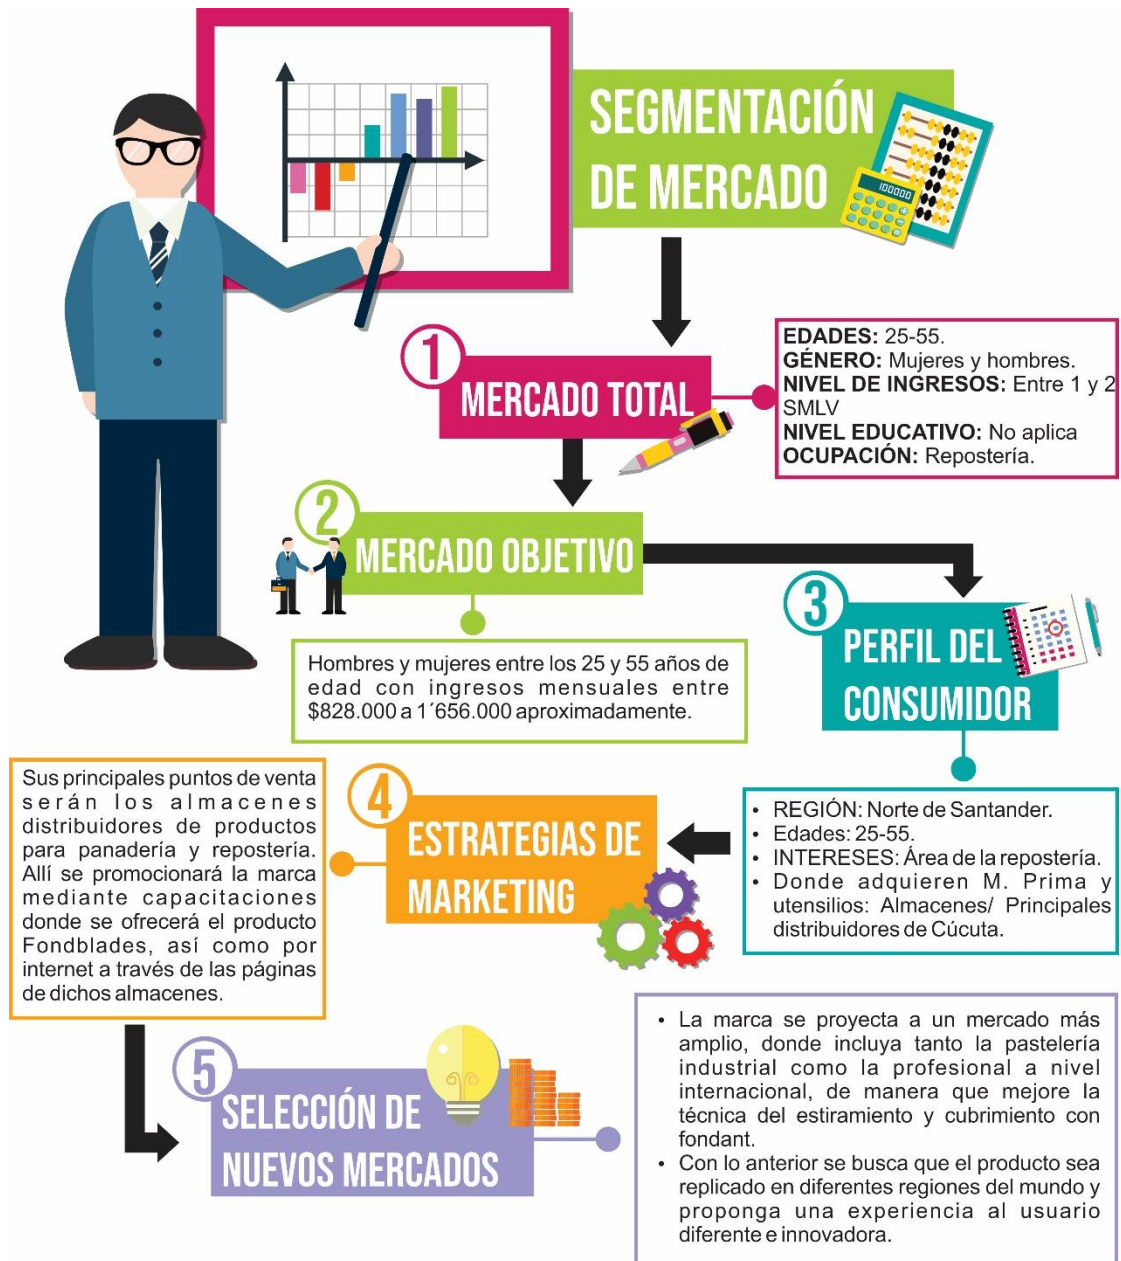 SEGMENTACIÓN
DE MERCADO
100000
1
MERCADO TOTAL
EDADES: 25-55.
GÉNERO: Mujeres y hombres.
NIVEL DE INGRESOS: Entre 1 y 2
SMLV
NIVEL EDUCATIVO: No aplica
OCUPACIÓN: Repostería.
2
MERCADO OBJETIVO
Hombres y mujeres entre los 25 y 55 años de
edad con ingresos mensuales entre
$828.000 a 1´656.000 aproximadamente.
3
PERFIL DEL
CONSUMIDOR
• REGIÓN: Norte de Santander.
• Edades: 25-55.
• INTERESES: Área de la repostería.
• Donde adquieren M. Prima y
utensilios: Almacenes/ Principales
distribuidores de Cúcuta.
4
ESTRATEGIAS DE
MARKETING
Sus principales puntos de venta
serán los almacenes
distribuidores de productos
para panadería y repostería.
Allí se promocionará la marca
mediante capacitaciones
donde se ofrecerá el producto
Fondblades, así como por
internet a través de las páginas
de dichos almacenes.
5
SELECCIÓN DE
NUEVOS MERCADOS
• La marca se proyecta a un mercado más
amplio, donde incluya tanto la pastelería
industrial como la profesional a nivel
internacional, de manera que mejore la
técnica del estiramiento y cubrimiento con
fondant.
• Con lo anterior se busca que el producto sea
replicado en diferentes regiones del mundo y
proponga una experiencia al usuario
diferente e innovadora.